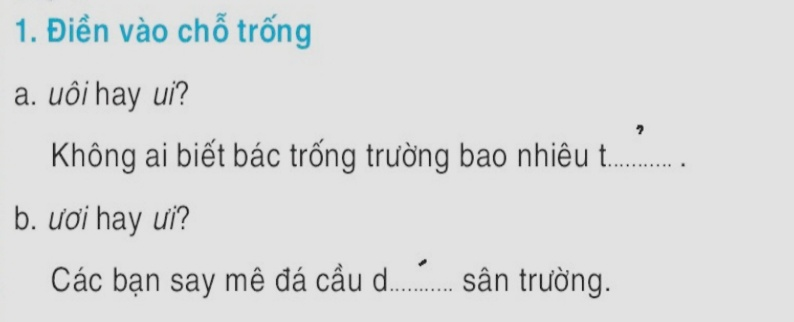 1. Điền vào chỗ trống
a. uôi hay ui?
Không ai biết bác trống trường bao nhiêu t...........̉ .
b. ươi hay ưi?
Các bạn say mê đá cầu d...........́ sân trường.